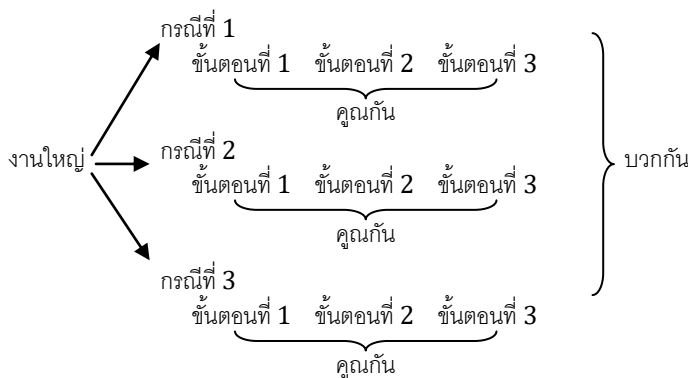 กรณีที่ 1
ขั้นตอนที่ 1 ขั้นตอนที่ 2 ขั้นตอนที่ 3
คูณกัน
งานใหญ่
กรณีที่ 2
ขั้นตอนที่ 1 ขั้นตอนที่ 2 ขั้นตอนที่ 3
คูณกัน
บวกกัน
กรณีที่ 3
ขั้นตอนที่ 1 ขั้นตอนที่ 2 ขั้นตอนที่ 3
คูณกัน